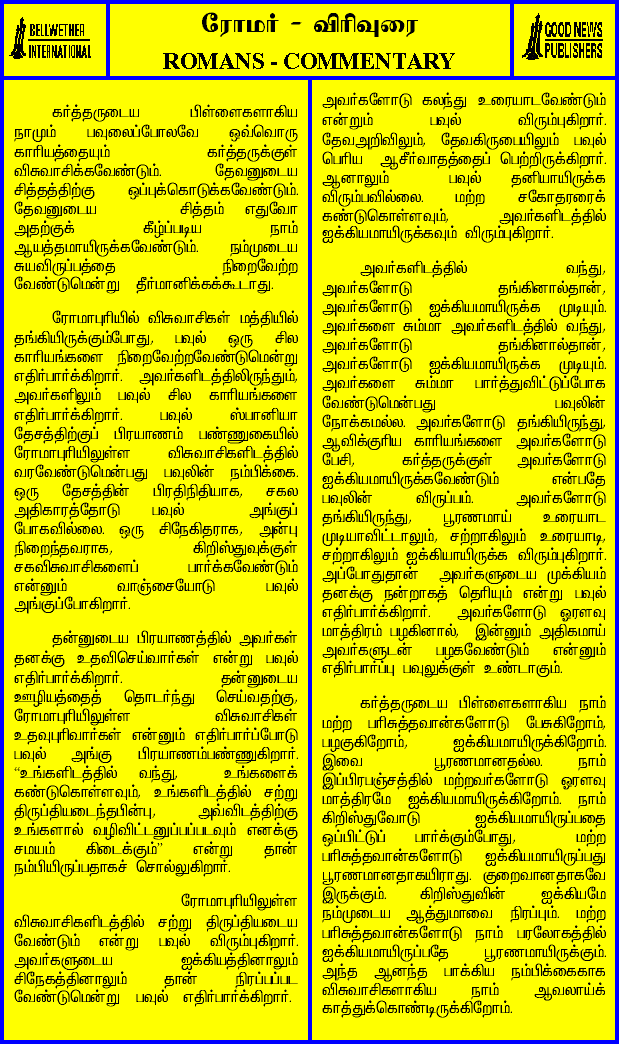 BELLWETHER
INTERNATIONAL
ரோமர் - விரிவுரை
ROMANS - COMMENTARY
GOOD NEWS
PUBLISHERS
கர்த்தருடைய பிள்ளைகளாகிய
நாமும் பவுலைப்போலவே ஒவ்வொரு
காரியத்தையும் கர்த்தருக்குள்
விசுவாசிக்கவேண்டும். தேவனுடைய
சித்தத்திற்கு ஒப்புக்கொடுக்கவேண்டும்.
தேவனுடைய சித்தம் எதுவோ
அதற்குக் கீழ்ப்படிய நாம்
ஆயத்தமாயிருக்கவேண்டும். நம்முடைய
சுயவிருப்பத்தை நிறைவேற்ற
வேண்டுமென்று தீர்மானிக்கக்கூடாது.
ரோமாபுரியில் விசுவாசிகள் மத்தியில்
தங்கியிருக்கும்போது, பவுல் ஒரு சில
காரியங்களை நிறைவேற்றவேண்டுமென்று
எதிர்பார்க்கிறார். அவர்களிடத்திலிருந்தும்,
அவர்களிலும் பவுல் சில காரியங்களை
எதிர்பார்க்கிறார். பவுல் ஸ்பானியா
தேசத்திற்குப் பிரயாணம் பண்ணுகையில்
ரோமாபுரியிலுள்ள விசுவாசிகளிடத்தில்
வரவேண்டுமென்பது பவுலின் நம்பிக்கை.
ஒரு தேசத்தின் பிரதிநிதியாக, சகல
அதிகாரத்தோடு பவுல் அங்குப்
போகவில்லை. ஒரு சிநேகிதராக, அன்பு
நிறைந்தவராக, கிறிஸ்துவுக்குள்
சகவிசுவாசிகளைப் பார்க்கவேண்டும்
என்னும் வாஞ்சையோடு பவுல்
அங்குப்போகிறார்.
தன்னுடைய பிரயாணத்தில் அவர்கள்
தனக்கு உதவிசெய்வார்கள் என்று பவுல்
எதிர்பார்க்கிறார். தன்னுடைய
ஊழியத்தைத் தொடர்ந்து செய்வதற்கு,
ரோமாபுரியிலுள்ள விசுவாசிகள்
உதவுபுரிவார்கள் என்னும் எதிர்பார்ப்போடு
பவுல் அங்கு பிரயாணம்பண்ணுகிறார்.
“உங்களிடத்தில் வந்து, உங்களைக்
கண்டுகொள்ளவும், உங்களிடத்தில் சற்று
திருப்தியடைந்தபின்பு, அவ்விடத்திற்கு
உங்களால் வழிவிட்டனுப்பப்படவும் எனக்கு
சமயம் கிடைக்கும்” என்று தான்
நம்பியிருப்பதாகச் சொல்லுகிறார்.
ரோமாபுரியிலுள்ள
விசுவாசிகளிடத்தில் சற்று திருப்தியடைய
வேண்டும் என்று பவுல் விரும்புகிறார்.
அவர்களுடைய ஐக்கியத்தினாலும்
சிநேகத்தினாலும் தான் நிரப்பப்பட
வேண்டுமென்று பவுல் எதிர்பார்க்கிறார்.
அவர்களோடு கலந்து உரையாடவேண்டும்
என்றும் பவுல் விரும்புகிறார்.
தேவஅறிவிலும், தேவகிருபையிலும் பவுல்
பெரிய ஆசீர்வாதத்தைப் பெற்றிருக்கிறார்.
ஆனாலும் பவுல் தனியாயிருக்க
விரும்பவில்லை. மற்ற சகோதரரைக்
கண்டுகொள்ளவும், அவர்களிடத்தில்
ஐக்கியமாயிருக்கவும் விரும்புகிறார்.
அவர்களிடத்தில் வந்து,
அவர்களோடு தங்கினால்தான்,
அவர்களோடு ஐக்கியமாயிருக்க முடியும்.
அவர்களை சும்மா அவர்களிடத்தில் வந்து,
அவர்களோடு தங்கினால்தான்,
அவர்களோடு ஐக்கியமாயிருக்க முடியும்.
அவர்களை சும்மா பார்த்துவிட்டுப்போக
வேண்டுமென்பது பவுலின்
நோக்கமல்ல. அவர்களோடு தங்கியிருந்து,
ஆவிக்குரிய காரியங்களை அவர்களோடு
பேசி, கர்த்தருக்குள் அவர்களோடு
ஐக்கியமாயிருக்கவேண்டும் என்பதே
பவுலின் விருப்பம். அவர்களோடு
தங்கியிருந்து, பூரணமாய் உரையாட
முடியாவிட்டாலும், சற்றாகிலும் உரையாடி,
சற்றாகிலும் ஐக்கியாயிருக்க விரும்புகிறார்.
அப்போதுதான் அவர்களுடைய முக்கியம்
தனக்கு நன்றாகத் தெரியும் என்று பவுல்
எதிர்பார்க்கிறார். அவர்களோடு ஓரளவு
மாத்திரம் பழகினால், இன்னும் அதிகமாய்
அவர்களுடன் பழகவேண்டும் என்னும்
எதிர்பார்ப்பு பவுலுக்குள் உண்டாகும்.
கர்த்தருடைய பிள்ளைகளாகிய நாம்
மற்ற பரிசுத்தவான்களோடு பேசுகிறோம்,
பழகுகிறோம், ஐக்கியமாயிருக்கிறோம்.
இவை பூரணமானதல்ல. நாம்
இப்பிரபஞ்சத்தில் மற்றவர்களோடு ஓரளவு
மாத்திரமே ஐக்கியமாயிருக்கிறோம். நாம்
கிறிஸ்துவோடு ஐக்கியமாயிருப்பதை
ஒப்பிட்டுப் பார்க்கும்போது, மற்ற
பரிசுத்தவான்களோடு ஐக்கியமாயிருப்பது
பூரணமானதாகயிராது. குறைவானதாகவே
இருக்கும். கிறிஸ்துவின் ஐக்கியமே
நம்முடைய ஆத்துமாவை நிரப்பும். மற்ற
பரிசுத்தவான்களோடு நாம் பரலோகத்தில்
ஐக்கியமாயிருப்பதே பூரணமாயிருக்கும்.
அந்த ஆனந்த பாக்கிய நம்பிக்கைகாக
விசுவாசிகளாகிய நாம் ஆவலாய்க்
காத்துக்கொண்டிருக்கிறோம்.